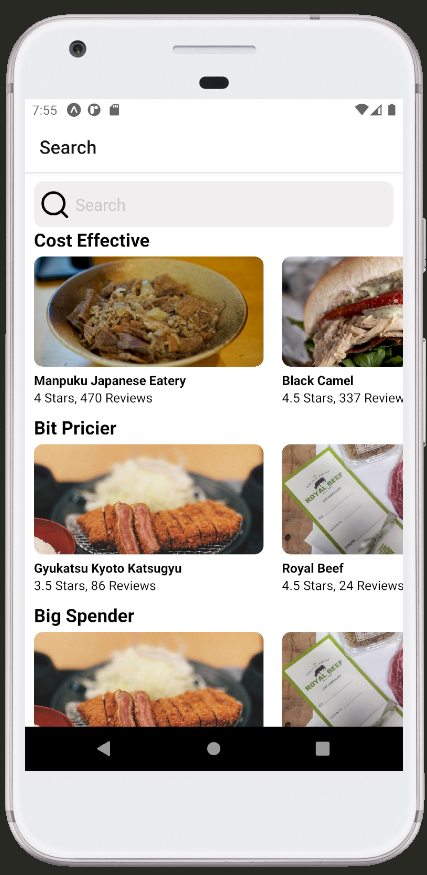 7:55
Search
Search
Cost Effective
Manpuku Japanese Eatery
4 Stars, 470 Reviews
Black Camel
4.5 Stars, 337 Review
Bit Pricier
ROYAL BEEF
Gyukatsu Kyoto Katsugyu
3.5 Stars, 86 Reviews
Royal Beef
4.5 Stars, 24 Reviews
Big Spender
ROYAL BEEF